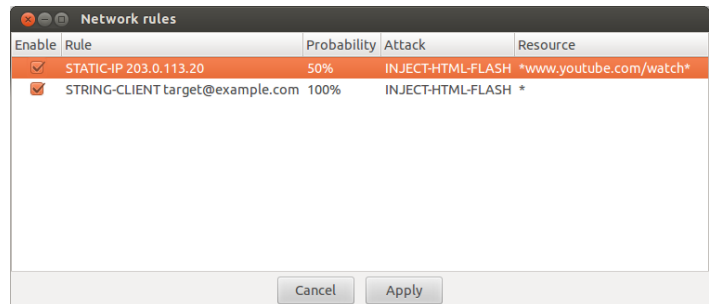 Network rules
Enable Rule Probability Attack Resource
STATIC-IP 203.0.113.20 50% INJECT-HTML-FLASH *www.youtube.com/watch*
STRING-CLIENT target@example.com 100% INJECT-HTML-FLASH *
Cancel Apply